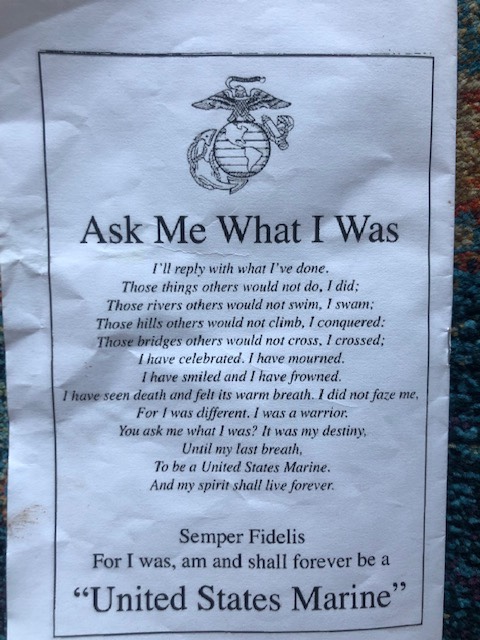 Ask Me What I Was
I'll reply with what I've done.
Those things others would not do, I did;
Those rivers others would not swim, I swam;
Those hills others would not climb, I conquered:
Those bridges others would not cross, I crossed;
I have celebrated. I have mourned.
I have smiled and I have frowned.
I have seen death and felt its warm breath. I did not faze me,
For I was different. I was a warrior.
You ask me what I was? It was my destiny,
Until my last breath,
To be a United States Marine.
And my spirit shall live forever.
Semper Fidelis
For I was, am and shall forever be a
“United States Marine”